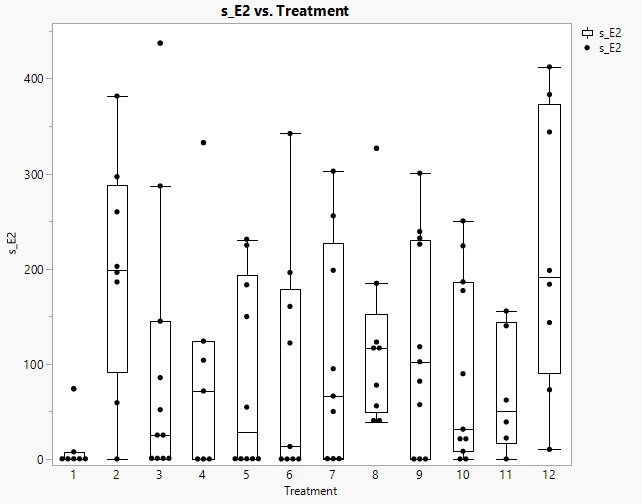 s_E2 vs. Treatment
s_E2
s_E2
400
300
200
100
0
s_E2
1 2 3 4 5 6 7 8 9 10 11 12
Treatment